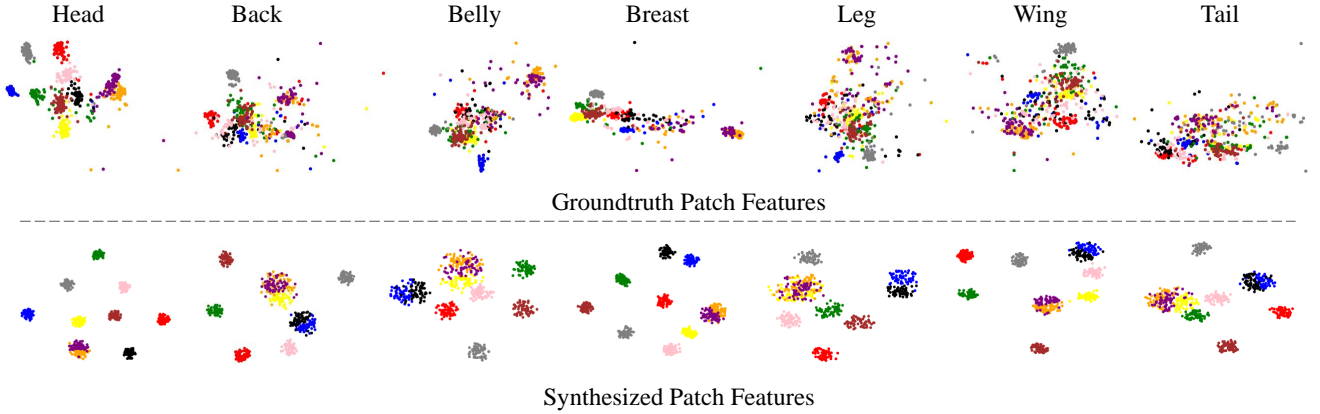 Head Back Belly Breast Leg Wing Tail
Groundtruth Patch Features
Synthesized Patch Features